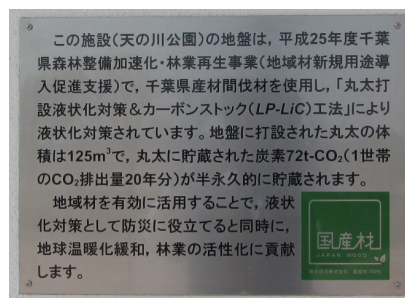 この施設(天の川公園)の地盤は，平成25年度千葉
県森林整備加速化・林業再生事業(地域材新規用途導
入促進支援)で，千葉県産材間伐材を使用し，「丸太打
設液状化対策＆カーボンストック(LP-LiC)工法」により
液状化対策されています。地盤に打設された丸太の体
積は125m³で，丸太に貯蔵された炭素72t-CO₂(1世帯
のCO₂排出量20年分)が半永久的に貯蔵されます。
地域材を有効に活用することで，液状
化対策として防災に役立てると同時に，
地球温暖化緩和，林業の活性化に貢献
します。
国産材
JAPAN WOOD